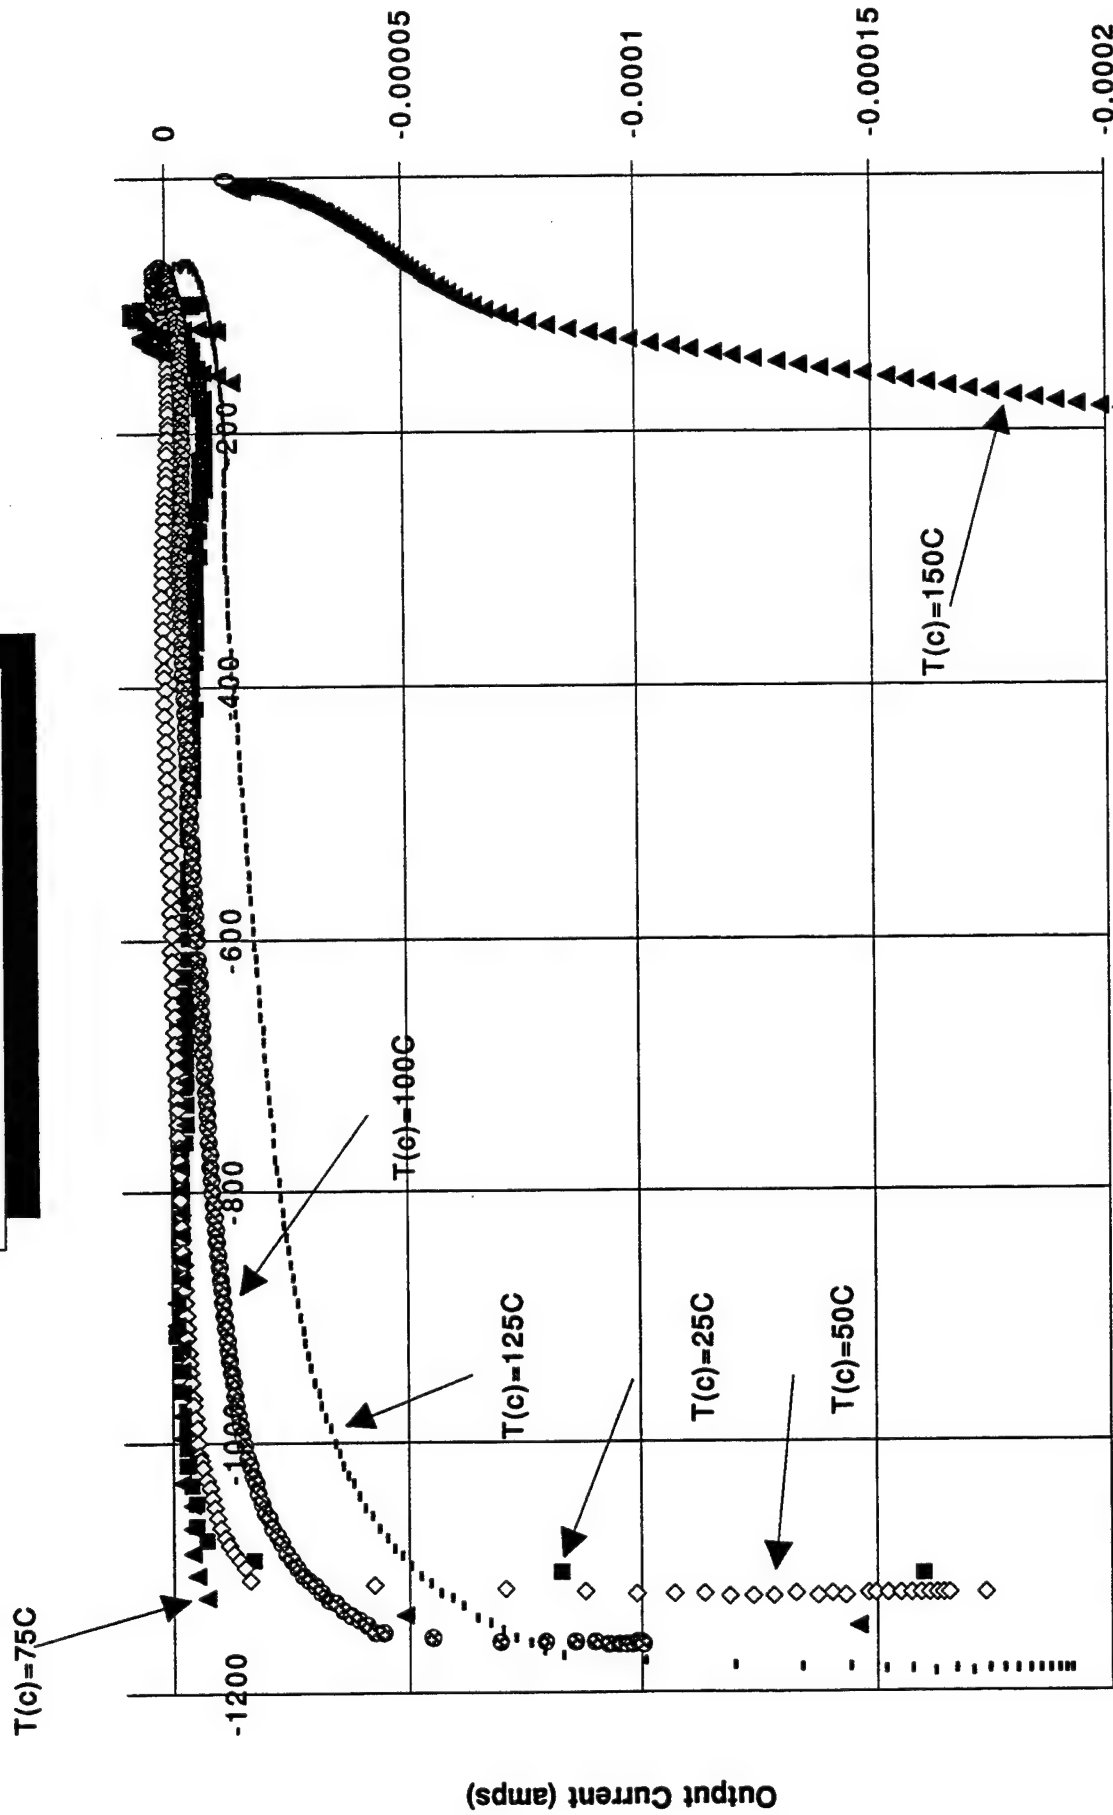 0
-0.00005
-0.0001
-0.00015
-0.0002
-200
-400
-600
-800
-1000
-1200
T(c)=75C
T(c)=100C
T(c)=125C
T(c)=25C
T(c)=50C
T(c)=150C
Output Current (amps)